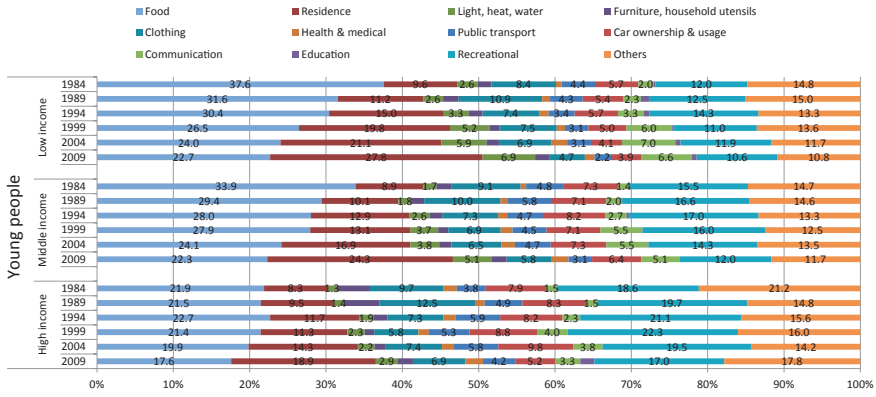 Food Residence Light, heat, water Furniture, household utensils
Clothing Health & medical Public transport Car ownership & usage
Communication Education Recreational Others
Young people
Low income
1984 37.6 9.6 2.6 8.4 4.4 5.7 2.0 12.0 14.8
1989 31.6 11.2 2.6 10.9 4.3 5.4 2.3 12.5 15.0
1994 30.4 15.0 3.3 7.4 3.4 5.7 3.3 14.3 13.3
1999 26.5 19.8 5.2 7.5 3.1 5.0 6.0 11.0 13.6
2004 24.0 21.1 5.9 6.9 3.1 4.1 7.0 11.9 11.7
2009 22.7 27.8 6.9 4.7 2.2 3.9 6.6 10.6 10.8
Middle income
1984 33.9 8.9 1.7 9.1 4.8 7.3 1.4 15.5 14.7
1989 29.4 10.1 1.8 10.0 5.8 7.1 2.0 16.6 14.6
1994 28.0 12.9 2.6 7.3 4.7 8.2 2.7 17.0 13.3
1999 27.9 13.1 3.7 6.9 4.5 7.1 5.5 16.0 12.5
2004 24.1 16.9 3.8 6.5 4.7 7.3 5.5 14.3 13.5
2009 22.3 24.3 5.1 5.8 3.1 6.4 5.1 12.0 11.7
High income
1984 21.9 8.3 1.3 9.7 3.8 7.9 1.5 18.6 21.2
1989 21.5 9.5 1.4 12.5 4.9 8.3 1.5 19.7 14.8
1994 22.7 11.7 1.9 7.3 5.9 8.2 2.3 21.1 15.6
1999 21.4 11.3 2.3 5.8 5.3 8.8 4.0 22.3 16.0
2004 19.9 14.3 2.2 7.4 5.8 9.8 3.8 19.5 14.2
2009 17.6 18.9 2.9 6.9 4.2 5.2 3.3 17.0 17.8
0% 10% 20% 30% 40% 50% 60% 70% 80% 90% 100%